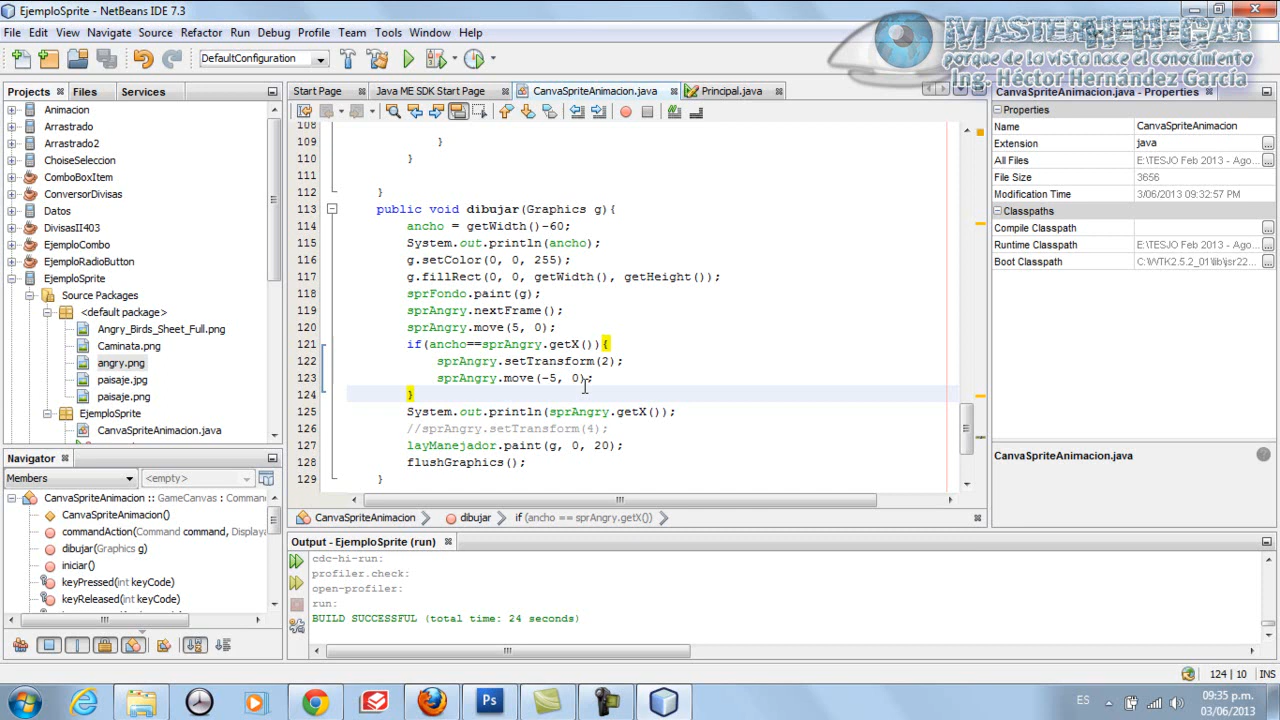 EjemploSprite - NetBeans IDE 7.3
MASTERHEHEGAR
porque de la vista nace el conocimiento
Ing. Héctor Hernández García
File Edit View Navigate Source Refactor Run Debug Profile Team Tools Window Help
DefaultConfiguration
Projects Files Services
Start Page Java ME SDK Start Page CanvaSpriteAnimacion.java Principal.java
CanvaSpriteAnimacion.java - Properties
Animacion
Arrastrado
Arrastrado2
ChoiseSeleccion
ComboBoxItem
ConversorDivisas
Datos
DivisasII403
EjemploCombo
EjemploRadioButton
EjemploSprite
Source Packages
<default package>
Angry_Birds_Sheet_Full.png
Caminata.png
angry.png
paisaje.jpg
paisaje.png
EjemploSprite
CanvaSpriteAnimacion.java
108
109 }
110 }
111
112 }
113 public void dibujar(Graphics g){
114 ancho = getWidth()-60;
115 System.out.println(ancho);
116 g.setColor(0, 0, 255);
117 g.fillRect(0, 0, getWidth(), getHeight());
118 sprFondo.paint(g);
119 sprAngry.nextFrame();
120 sprAngry.move(5, 0);
121 if(ancho==sprAngry.getX()){
122 sprAngry.setTransform(2);
123 sprAngry.move(-5, 0);
124 }
125 System.out.println(sprAngry.getX());
126 //sprAngry.setTransform(4);
127 layManejador.paint(g, 0, 20);
128 flushGraphics();
129 }
Properties
Name CanvaSpriteAnimacion
Extension java
All Files E:\TESJO Feb 2013 - Ago...
File Size 3656
Modification Time 3/06/2013 09:32:57 PM
Classpaths
Compile Classpath
Runtime Classpath E:\TESJO Feb 2013 - Ago...
Boot Classpath C:\WTK2.5.2_01\lib\jsr22...
CanvaSpriteAnimacion.java
Navigator
Members <empty>
CanvaSpriteAnimacion :: GameCanvas : Command
CanvaSpriteAnimacion()
commandAction(Command command, Displaya
dibujar(Graphics g)
iniciar()
keyPressed(int keyCode)
keyReleased(int keyCode)
CanvaSpriteAnimacion dibujar if (ancho == sprAngry.getX())
Output - EjemploSprite (run)
cdc-hi-run:
profiler.check:
open-profiler:
run:
BUILD SUCCESSFUL (total time: 24 seconds)
124 | 10 INS
Ps
ES
09:35 p.m.
03/06/2013